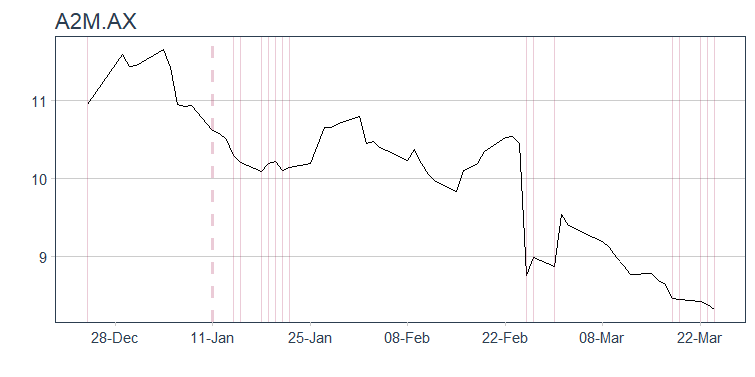 A2M.AX
11
10
9
28-Dec
11-Jan
25-Jan
08-Feb
22-Feb
08-Mar
22-Mar